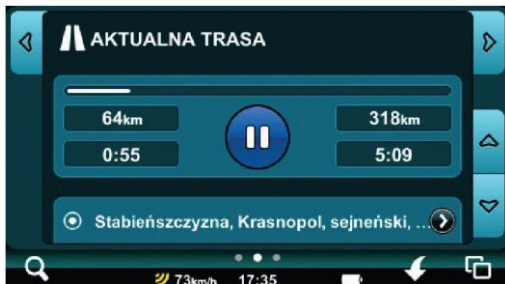 AKTUALNA TRASA
64km 318km
0:55 5:09
Stabieńszczyzna, Krasnopol, sejneński, ...
73km/h 17:35